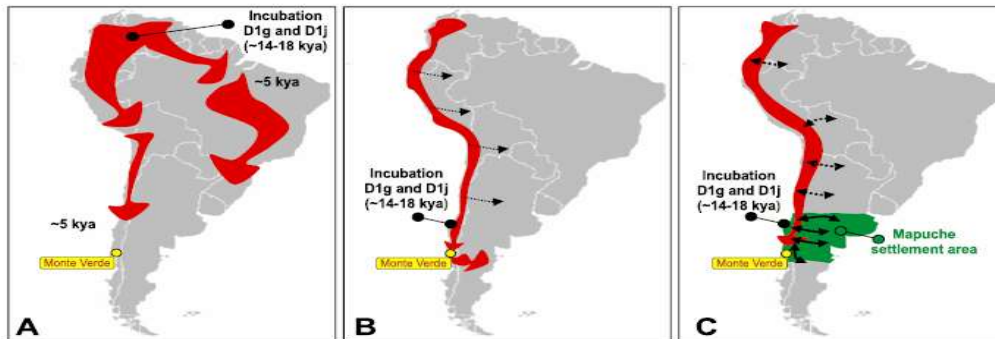 Incubation
D1g and D1j
(~14-18 kya)
~5 kya
~5 kya
Monte Verde
A
Incubation
D1g and D1j
(~14-18 kya)
Monte Verde
B
Incubation
D1g and D1j
(~14-18 kya)
Mapuche
settlement area
Monte Verde
C